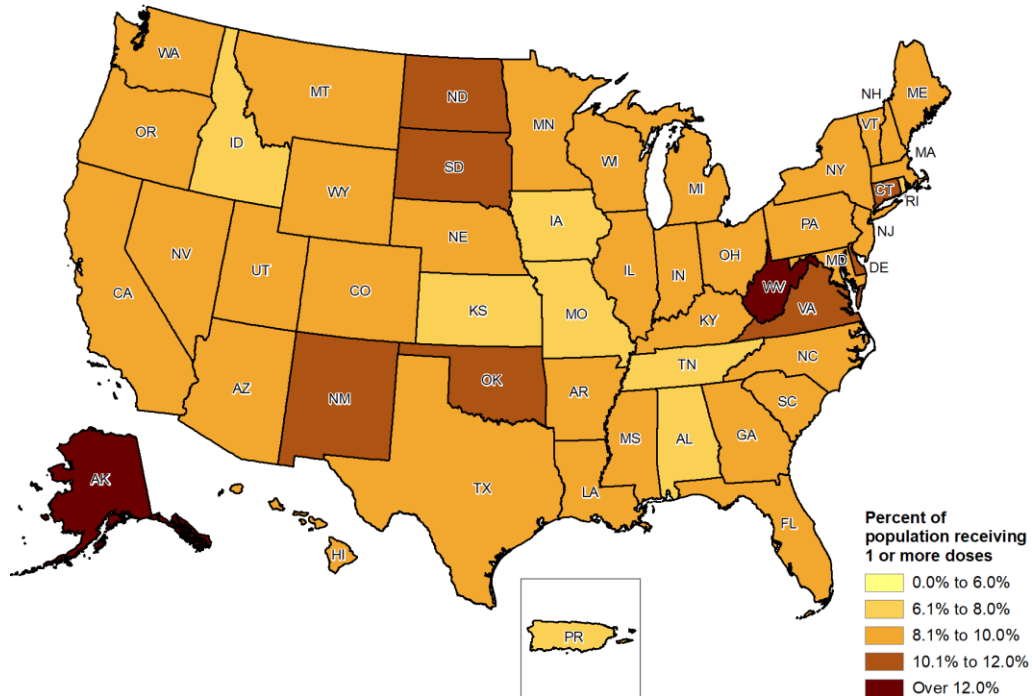 WA
MT
ND
MN
NH
ME
VT
OR
ID
SD
WI
MI
NY
MA
WY
CT
RI
IA
NE
PA
NJ
OH
NV
UT
IL
IN
MD
DE
CA
CO
WV
VA
KS
MO
KY
AZ
NM
OK
AR
TN
NC
SC
MS
AL
GA
AK
TX
LA
HI
FL
PR
Percent of
population receiving
1 or more doses
0.0% to 6.0%
6.1% to 8.0%
8.1% to 10.0%
10.1% to 12.0%
Over 12.0%